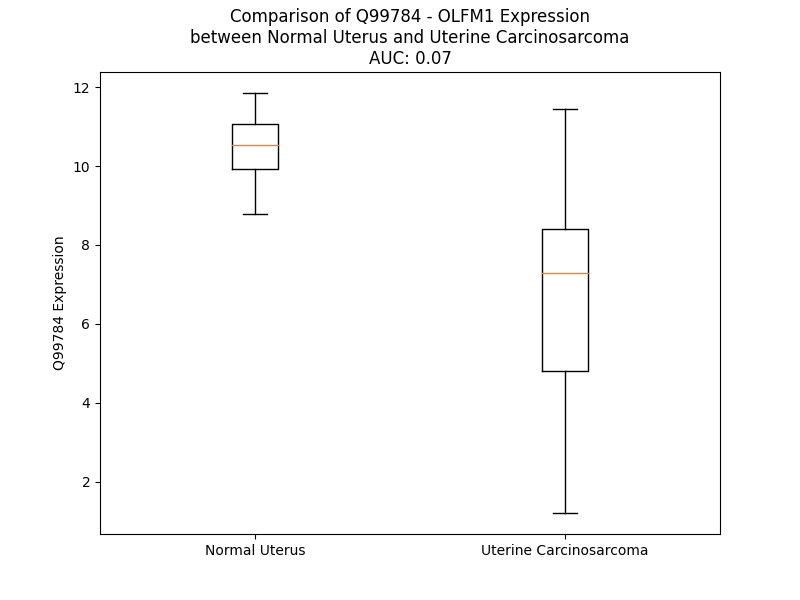 Comparison of Q99784 - OLFM1 Expression
between Normal Uterus and Uterine Carcinosarcoma
AUC: 0.07
12
10
8
6
4
2
Q99784 Expression
Normal Uterus
Uterine Carcinosarcoma